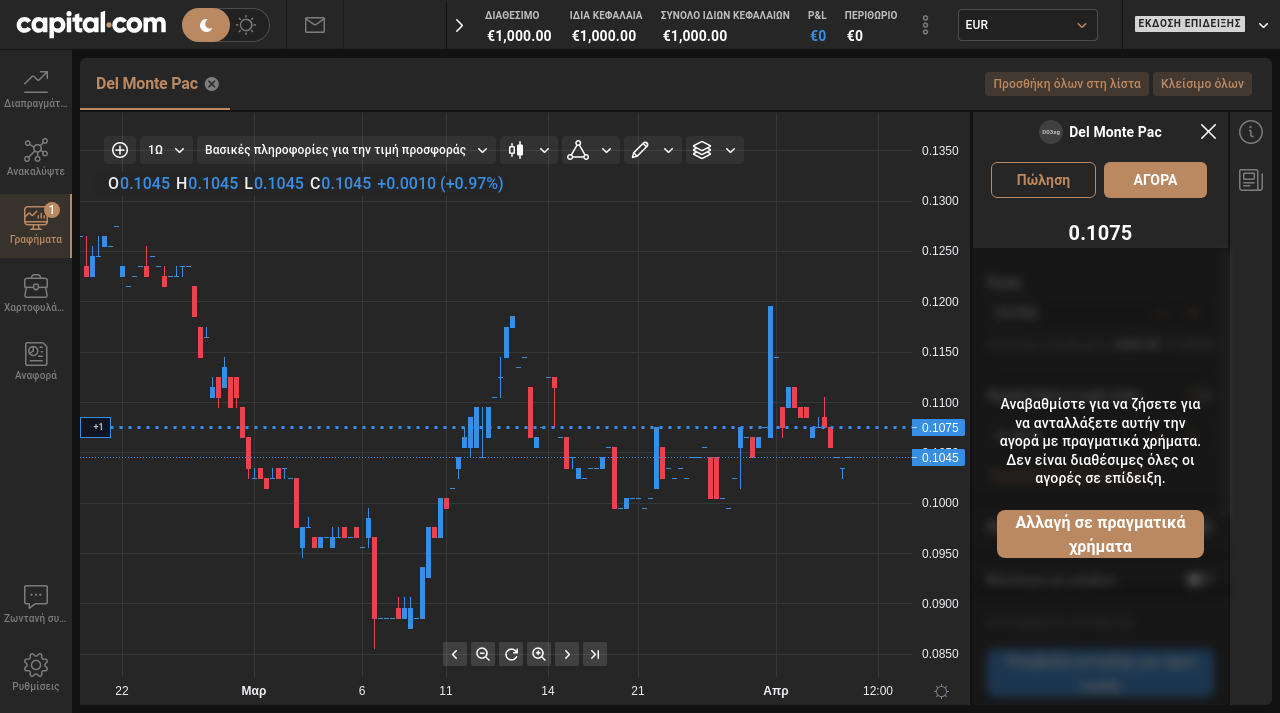 capital.com
ΔΙΑΘΕΣΙΜΟ
€1,000.00
ΙΔΙΑ ΚΕΦΑΛΑΙΑ
€1,000.00
ΣΥΝΟΛΟ ΙΔΙΩΝ ΚΕΦΑΛΑΙΩΝ
€1,000.00
P&L
€0
ΠΕΡΙΘΩΡΙΟ
€0
EUR
ΕΚΔΟΣΗ ΕΠΙΔΕΙΞΗΣ
Διαπραγμάτ...
Ανακαλύψτε
1
Γραφήματα
Χαρτοφυλά...
Αναφορά
Ζωντανή συ...
Ρυθμίσεις
Del Monte Pac
Προσθήκη όλων στη λίστα
Κλείσιμο όλων
1Ω
Βασικές πληροφορίες για την τιμή προσφοράς
O0.1045 H0.1045 L0.1045 C0.1045 +0.0010 (+0.97%)
+1
0.1350
0.1300
0.1250
0.1200
0.1150
0.1100
0.1075
0.1045
0.1000
0.0950
0.0900
0.0850
22
Μαρ
6
11
14
21
Απρ
12:00
D03sg
Del Monte Pac
Πώληση
ΑΓΟΡΑ
0.1075
Αναβαθμίστε για να ζήσετε για
να ανταλλάξετε αυτήν την
αγορά με πραγματικά χρήματα.
Δεν είναι διαθέσιμες όλες οι
αγορές σε επίδειξη.
Αλλαγή σε πραγματικά
χρήματα